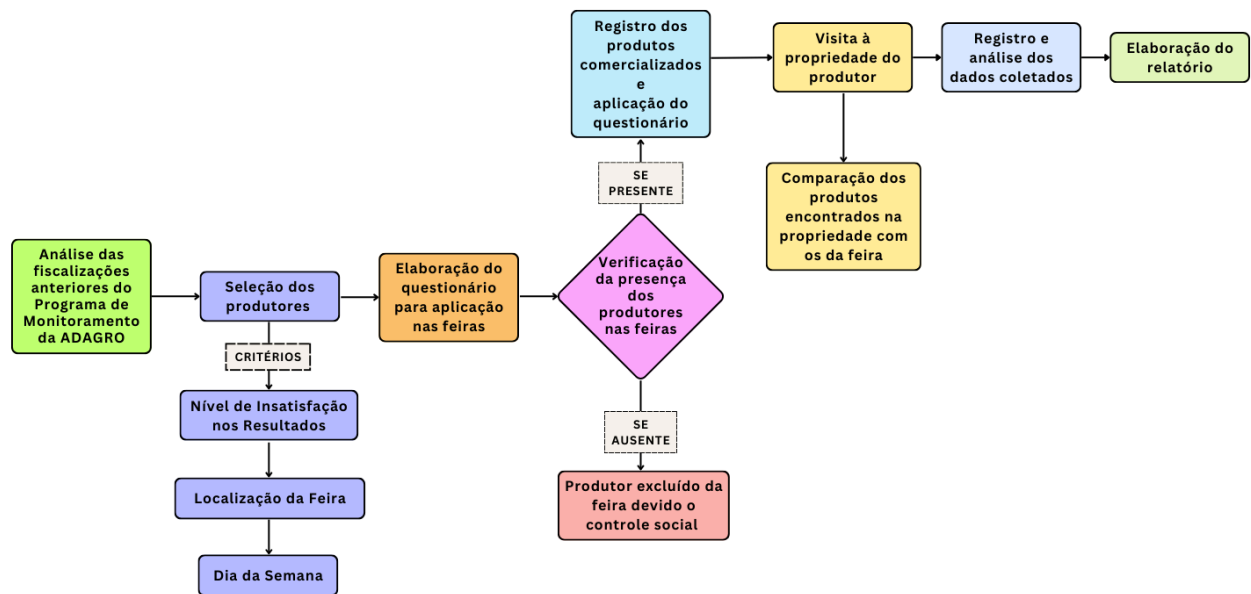 Análise das
fiscalizações
anteriores do
Programa de
Monitoramento
da ADAGRO
Seleção dos
produtores
CRITÉRIOS
Nível de Insatisfação
nos Resultados
Localização da Feira
Dia da Semana
Elaboração do
questionário
para aplicação
nas feiras
Verificação
da presença
dos
produtores
nas feiras
SE
PRESENTE
Registro dos
produtos
comercializados
e
aplicação do
questionário
SE
AUSENTE
Produtor excluído da
feira devido o
controle social
Visita à
propriedade do
produtor
Comparação dos
produtos
encontrados na
propriedade com
os da feira
Registro e
análise dos
dados coletados
Elaboração do
relatório